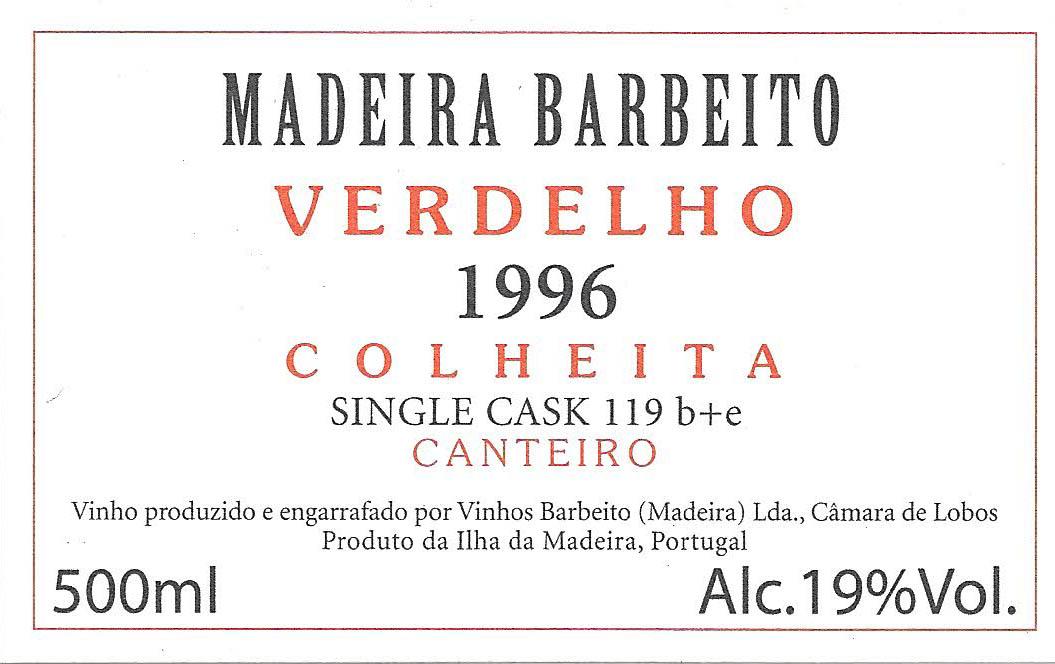 MADEIRA BARBEITO
VERDELHO
1996
COLHEITA
SINGLE CASK 119 b+e
CANTEIRO
Vinho produzido e engarrafado por Vinhos Barbeito (Madeira) Lda., Câmara de Lobos
Produto da Ilha da Madeira, Portugal
500ml
Alc.19%Vol.